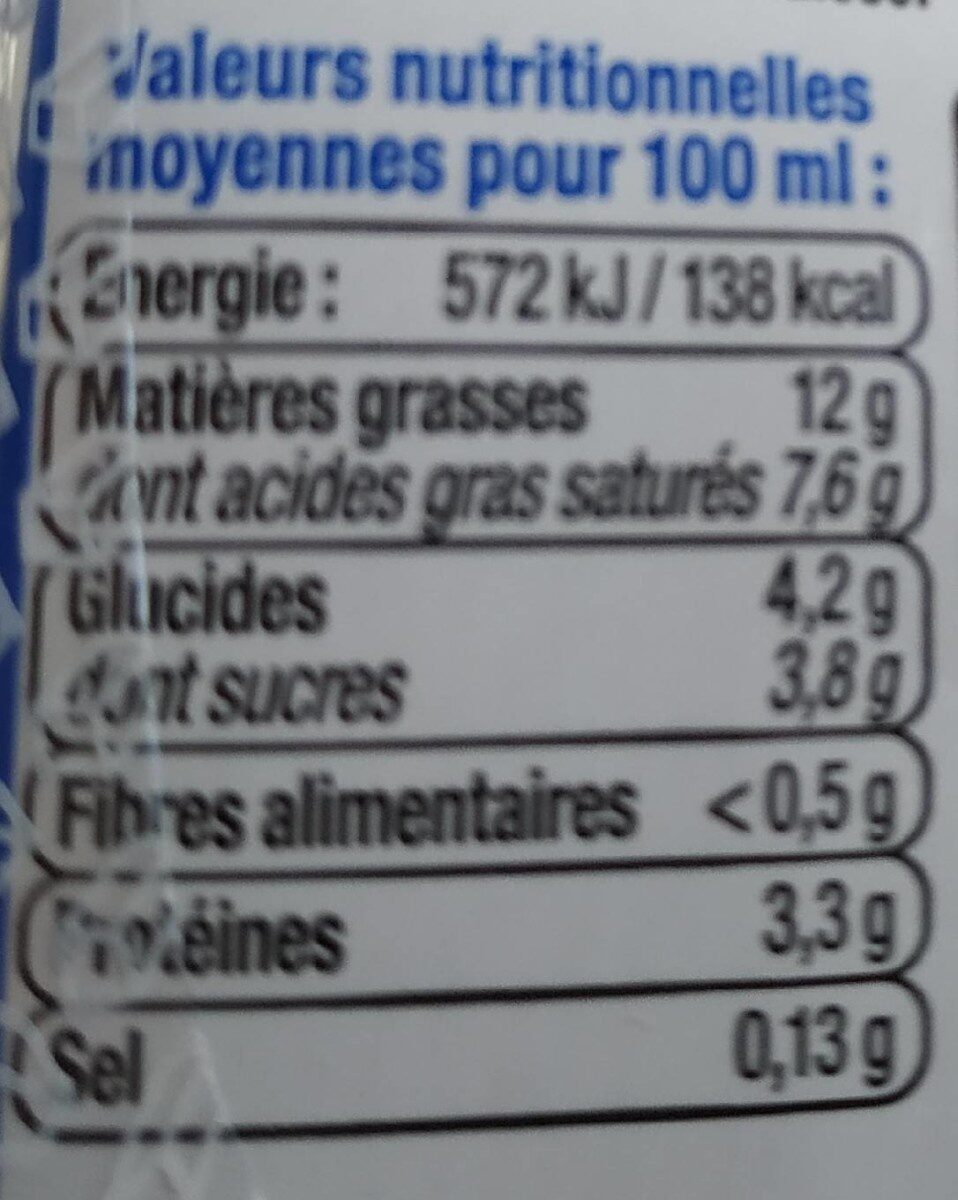 Valeurs nutritionnelles
moyennes pour 100 ml :
Energie : 572 kJ / 138 kcal
Matières grasses 12 g
dont acides gras saturés 7,6 g
Glucides 4,2 g
dont sucres 3,8 g
Fibres alimentaires <0,5 g
Protéines 3,3 g
Sel 0,13 g